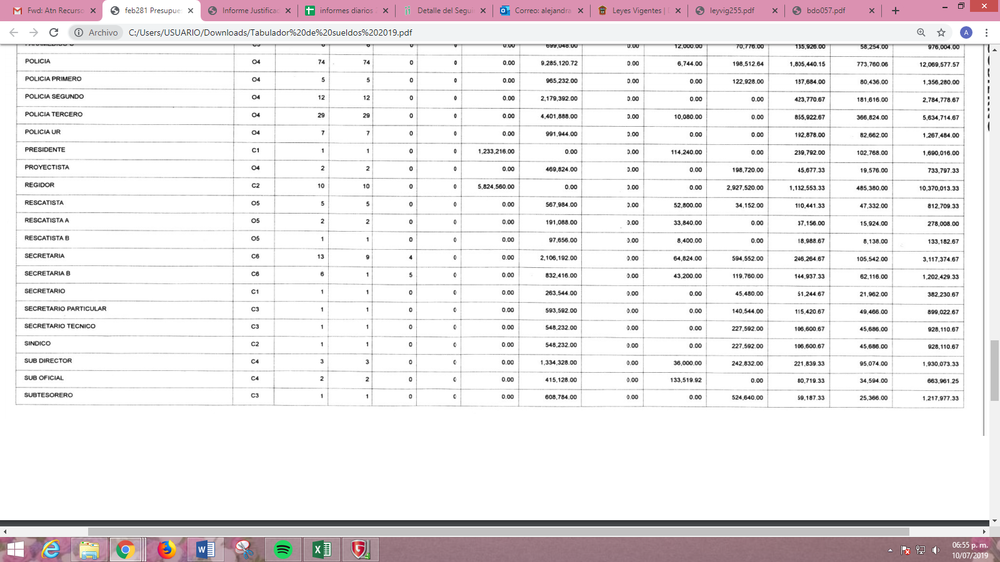 Fwd: Atn Recurso
feb281 Presupue
Informe Justifica
informes diarios
Detalle del Segui
Correo: alejandra
Leyes Vigentes |
leyvig255.pdf
bdo057.pdf
Archivo C:/Users/USUARIO/Downloads/Tabulador%20de%20sueldos%202019.pdf
A
699,048.00 0.00 12,000.00 70,776.00 135,926.00 58,254.00 976,004.00
POLICIA O4 74 74 0 0 0.00 9,285,120.72 0.00 6,744.00 198,512.64 1,805,440.15 773,760.06 12,069,577.57
POLICIA PRIMERO O4 5 5 0 0 0.00 965,232.00 0.00 0.00 122,928.00 187,684.00 80,436.00 1,356,280.00
POLICIA SEGUNDO O4 12 12 0 0 0.00 2,179,392.00 0.00 0.00 0.00 423,770.67 181,616.00 2,784,778.67
POLICIA TERCERO O4 29 29 0 0 0.00 4,401,888.00 0.00 10,080.00 0.00 855,922.67 366,824.00 5,634,714.67
POLICIA UR O4 7 7 0 0 0.00 991,944.00 0.00 0.00 0.00 192,878.00 82,662.00 1,267,484.00
PRESIDENTE C1 1 1 0 0 1,233,216.00 0.00 0.00 114,240.00 0.00 239,792.00 102,768.00 1,690,016.00
PROYECTISTA O4 2 2 0 0 0.00 469,824.00 0.00 0.00 198,720.00 45,677.33 19,576.00 733,797.33
REGIDOR C2 10 10 0 0 5,824,560.00 0.00 0.00 0.00 2,927,520.00 1,132,553.33 485,380.00 10,370,013.33
RESCATISTA O5 5 5 0 0 0.00 567,984.00 0.00 52,800.00 34,152.00 110,441.33 47,332.00 812,709.33
RESCATISTA A O5 2 2 0 0 0.00 191,088.00 0.00 33,840.00 0.00 37,156.00 15,924.00 278,008.00
RESCATISTA B O5 1 1 0 0 0.00 97,656.00 0.00 8,400.00 0.00 18,988.67 8,138.00 133,182.67
SECRETARIA C6 13 9 4 0 0.00 2,106,192.00 0.00 64,824.00 594,552.00 246,264.67 105,542.00 3,117,374.67
SECRETARIA B C6 6 1 5 0 0.00 832,416.00 0.00 43,200.00 119,760.00 144,937.33 62,116.00 1,202,429.33
SECRETARIO C1 1 1 0 0 0.00 263,544.00 0.00 0.00 45,480.00 51,244.67 21,962.00 382,230.67
SECRETARIO PARTICULAR C3 1 1 0 0 0.00 593,592.00 0.00 0.00 140,544.00 115,420.67 49,466.00 899,022.67
SECRETARIO TECNICO C3 1 1 0 0 0.00 548,232.00 0.00 0.00 227,592.00 106,600.67 45,686.00 928,110.67
SINDICO C2 1 1 0 0 0.00 548,232.00 0.00 0.00 227,592.00 106,600.67 45,686.00 928,110.67
SUB DIRECTOR C4 3 3 0 0 0.00 1,334,328.00 0.00 36,000.00 242,832.00 221,839.33 95,074.00 1,930,073.33
SUB OFICIAL C4 2 2 0 0 0.00 415,128.00 0.00 133,519.92 0.00 80,719.33 34,594.00 663,961.25
SUBTESORERO C3 1 1 0 0 0.00 608,784.00 0.00 0.00 524,640.00 59,187.33 25,366.00 1,217,977.33
06:55 p. m.
10/07/2019